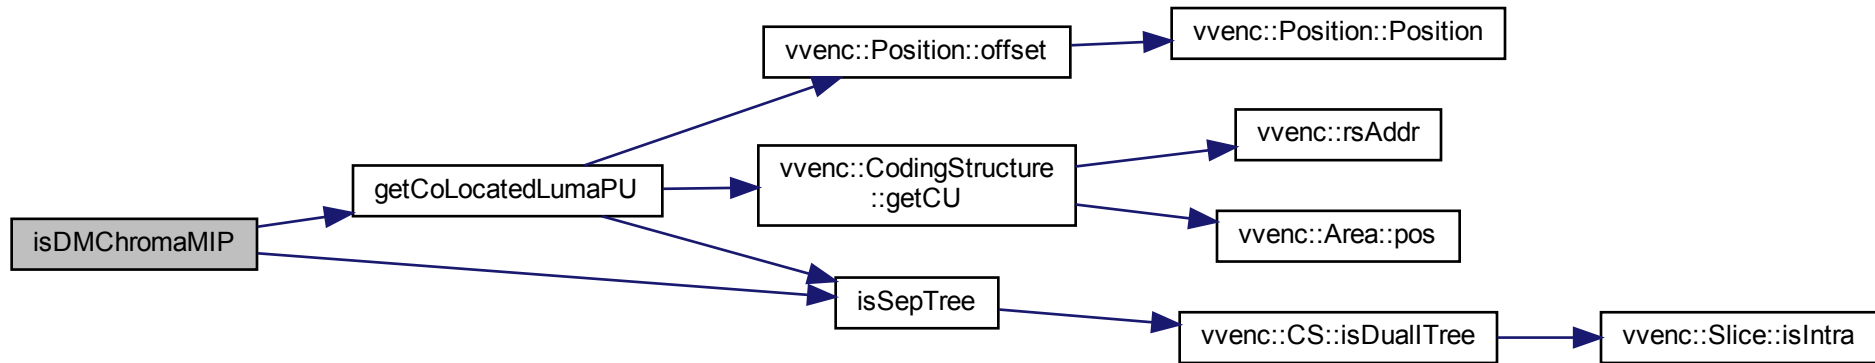 vvenc::Position::offset
vvenc::Position::Position
vvenc::rsAddr
vvenc::CodingStructure
::getCU
getCoLocatedLumaPU
vvenc::Area::pos
isDMChromaMIP
isSepTree
vvenc::CS::isDualITree
vvenc::Slice::isIntra